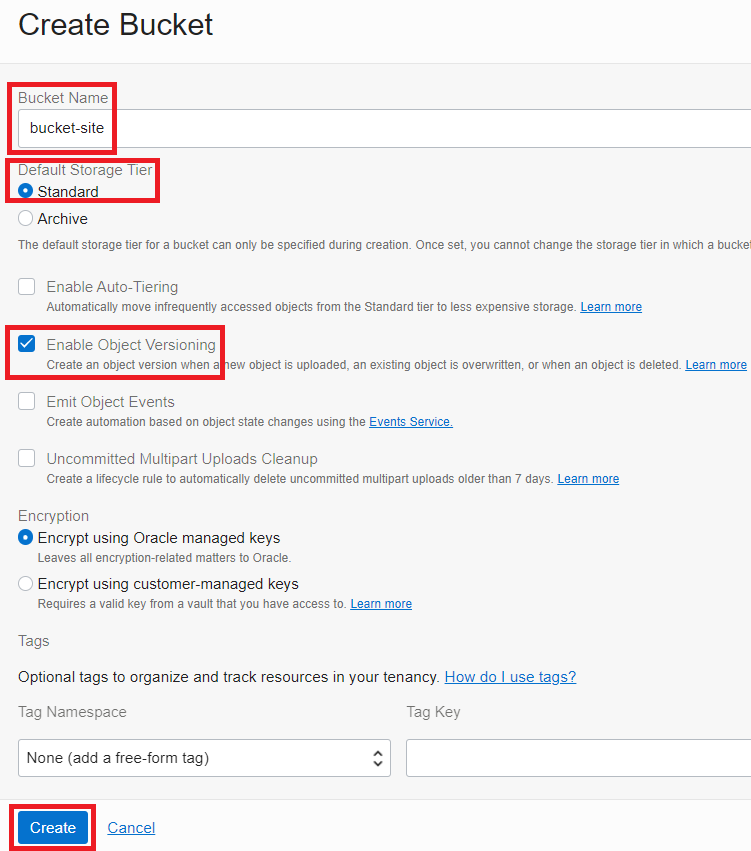 Create Bucket
Bucket Name
bucket-site
Default Storage Tier
Standard
Archive
The default storage tier for a bucket can only be specified during creation. Once set, you cannot change the storage tier in which a bucket
Enable Auto-Tiering
Automatically move infrequently accessed objects from the Standard tier to less expensive storage. Learn more
Enable Object Versioning
Create an object version when a new object is uploaded, an existing object is overwritten, or when an object is deleted. Learn more
Emit Object Events
Create automation based on object state changes using the Events Service.
Uncommitted Multipart Uploads Cleanup
Create a lifecycle rule to automatically delete uncommitted multipart uploads older than 7 days. Learn more
Encryption
Encrypt using Oracle managed keys
Leaves all encryption-related matters to Oracle.
Encrypt using customer-managed keys
Requires a valid key from a vault that you have access to. Learn more
Tags
Optional tags to organize and track resources in your tenancy. How do I use tags?
Tag Namespace
Tag Key
None (add a free-form tag)
Create Cancel